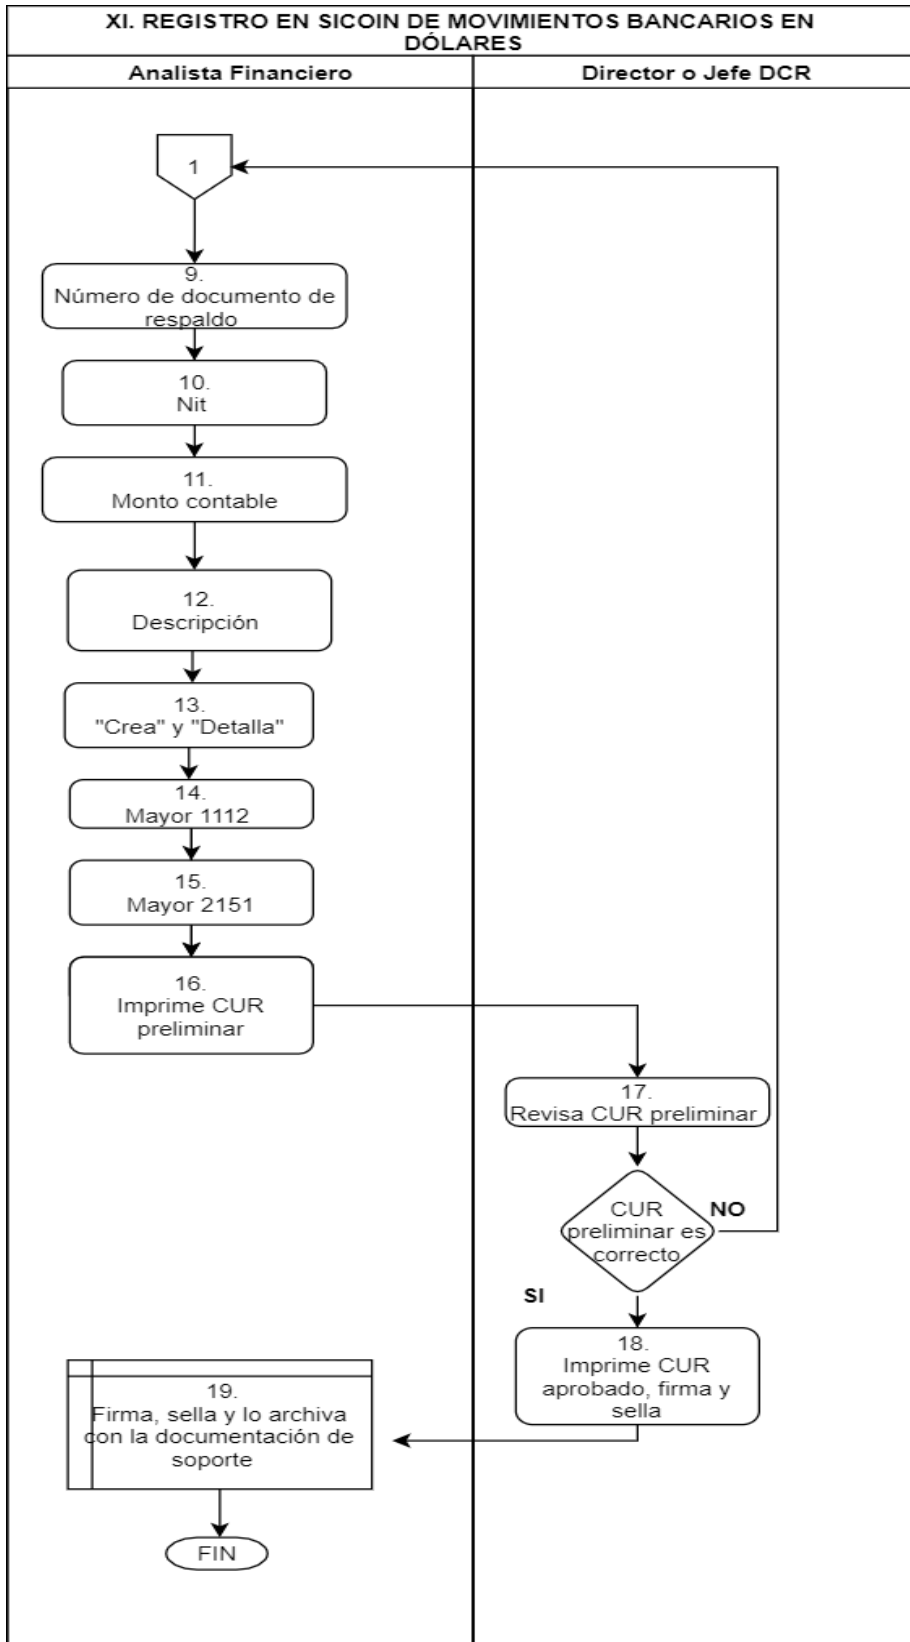 XI. REGISTRO EN SICOIN DE MOVIMIENTOS BANCARIOS EN
DÓLARES
Analista Financiero
Director o Jefe DCR
1
9.
Número de documento de
respaldo
10.
Nit
11.
Monto contable
12.
Descripción
13.
"Crea" y "Detalla"
14.
Mayor 1112
15.
Mayor 2151
16.
Imprime CUR
preliminar
17.
Revisa CUR preliminar
CUR
preliminar es
correcto
NO
SI
18.
Imprime CUR
aprobado, firma y
sella
19.
Firma, sella y lo archiva
con la documentación de
soporte
FIN